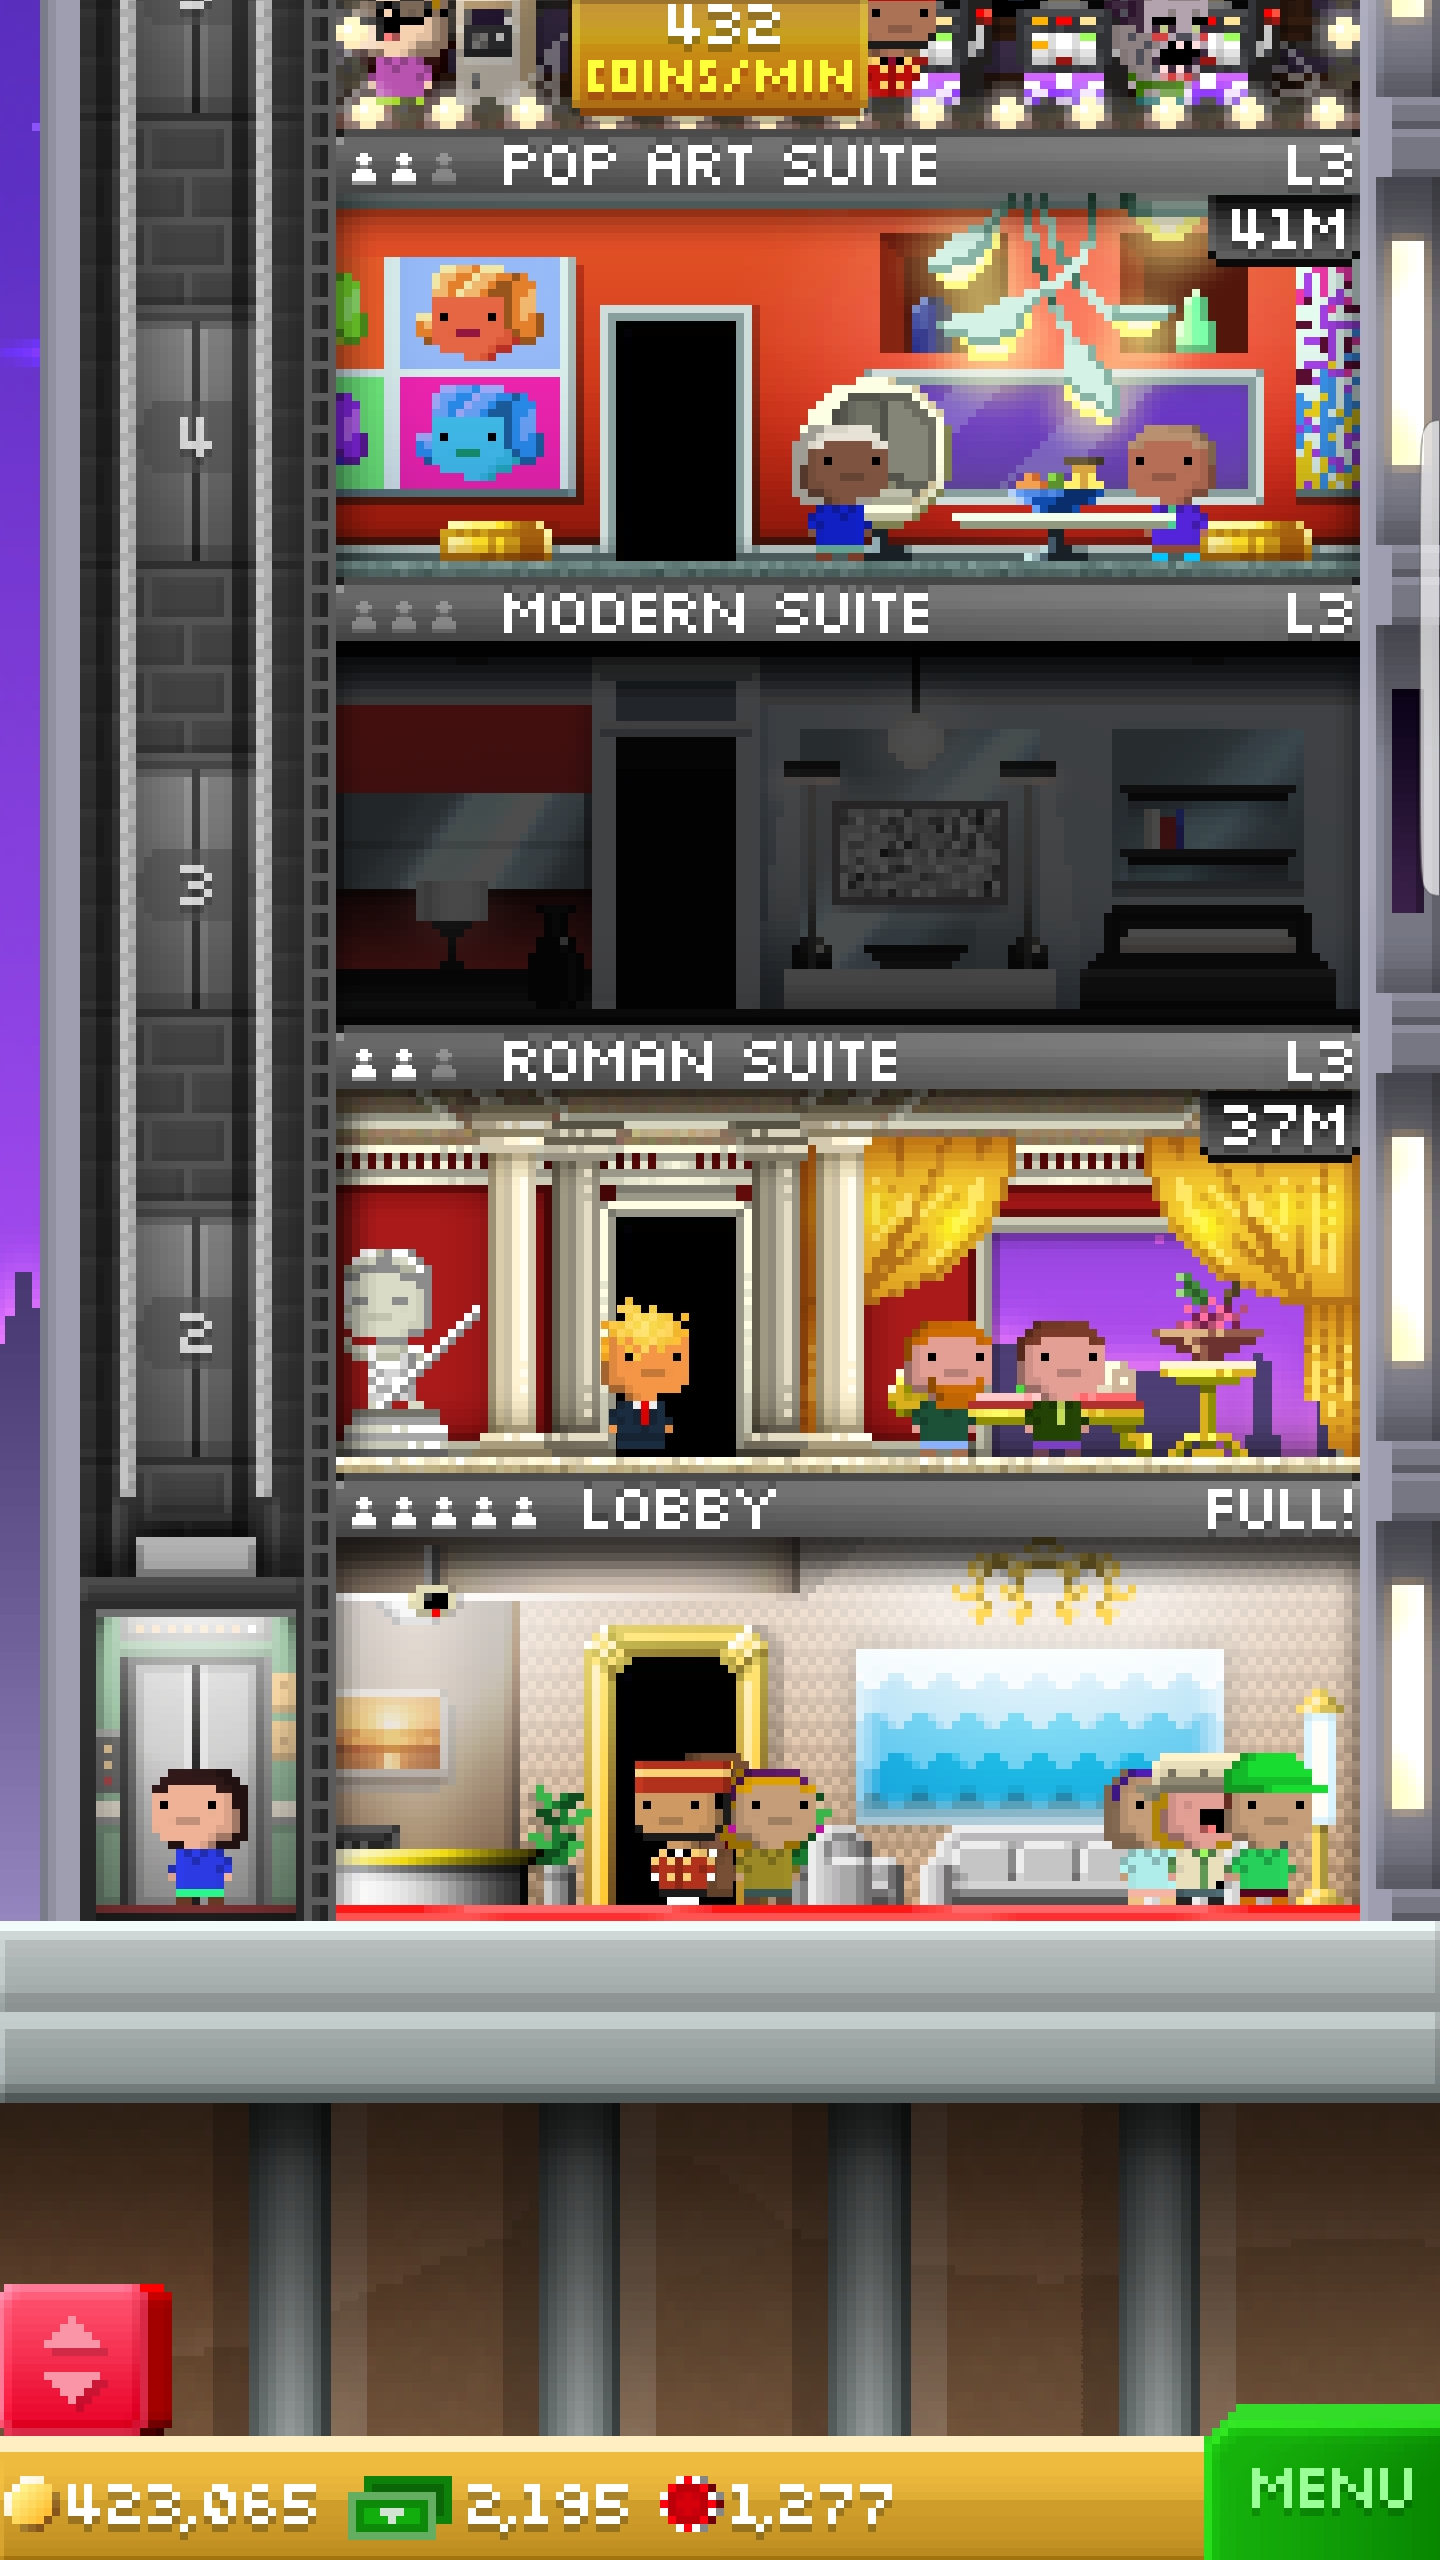 432
COINS/MIN
POP ART SUITE L3
41M
4
MODERN SUITE L3
3
ROMAN SUITE L3
37M
2
LOBBY FULL!
423,065 2,195 1,277 MENU